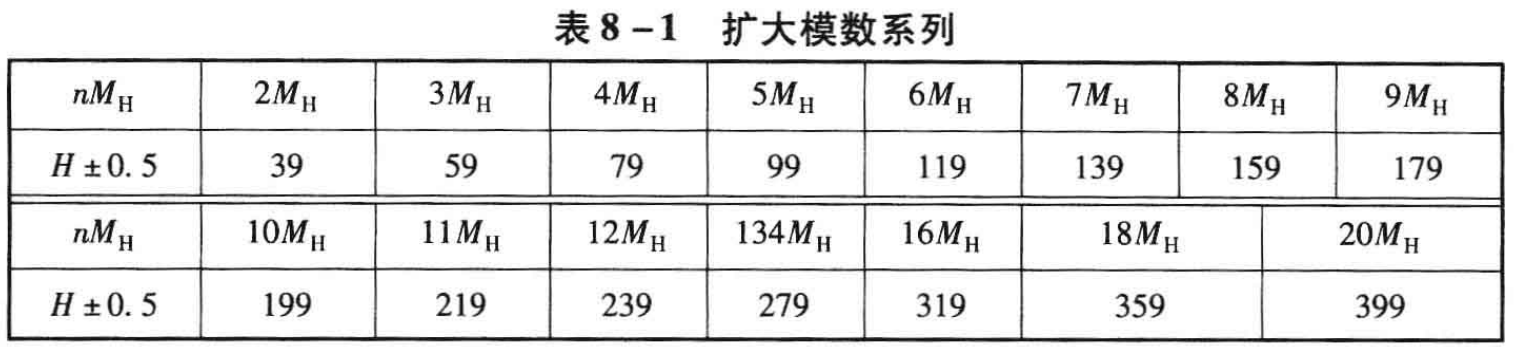 表 8-1 扩大模数系列
nM_H 2M_H 3M_H 4M_H 5M_H 6M_H 7M_H 8M_H 9M_H
H±0.5 39 59 79 99 119 139 159 179
nM_H 10M_H 11M_H 12M_H 134M_H 16M_H 18M_H 20M_H
H±0.5 199 219 239 279 319 359 399